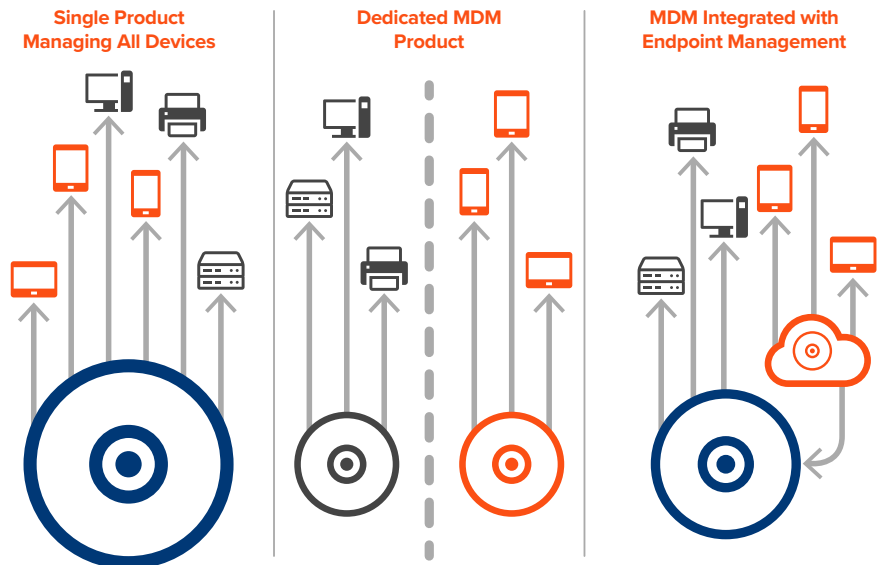 Single Product
Managing All Devices
Dedicated MDM
Product
MDM Integrated with
Endpoint Management